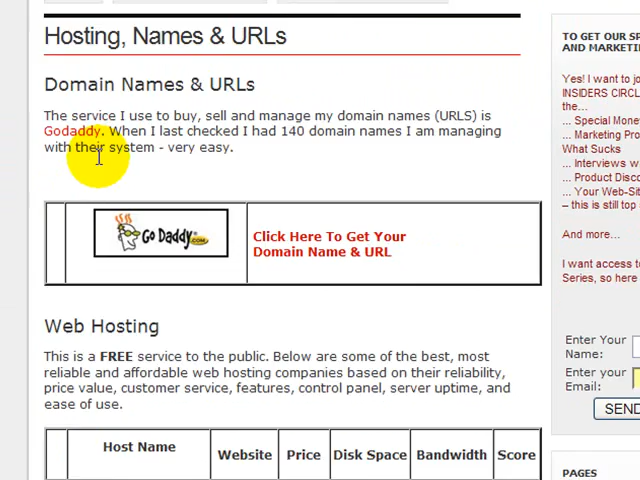 Hosting, Names & URLs
Domain Names & URLs
The service I use to buy, sell and manage my domain names (URLS) is
Godaddy. When I last checked I had 140 domain names I am managing
with their system - very easy.
Go Daddy.COM
Click Here To Get Your
Domain Name & URL
Web Hosting
This is a FREE service to the public. Below are some of the best, most
reliable and affordable web hosting companies based on their reliability,
price value, customer service, features, control panel, server uptime, and
ease of use.
Host Name Website Price Disk Space Bandwidth Score
TO GET OUR SP
AND MARKETI
Yes! I want to jo
INSIDERS CIRCL
the...
... Special Mone
... Marketing Pro
What Sucks
... Interviews w
... Product Disc
... Your Web-Sit
– this is still top
And more...
I want access to
Series, so here
Enter Your
Name:
Enter your
Email:
SEND
PAGES